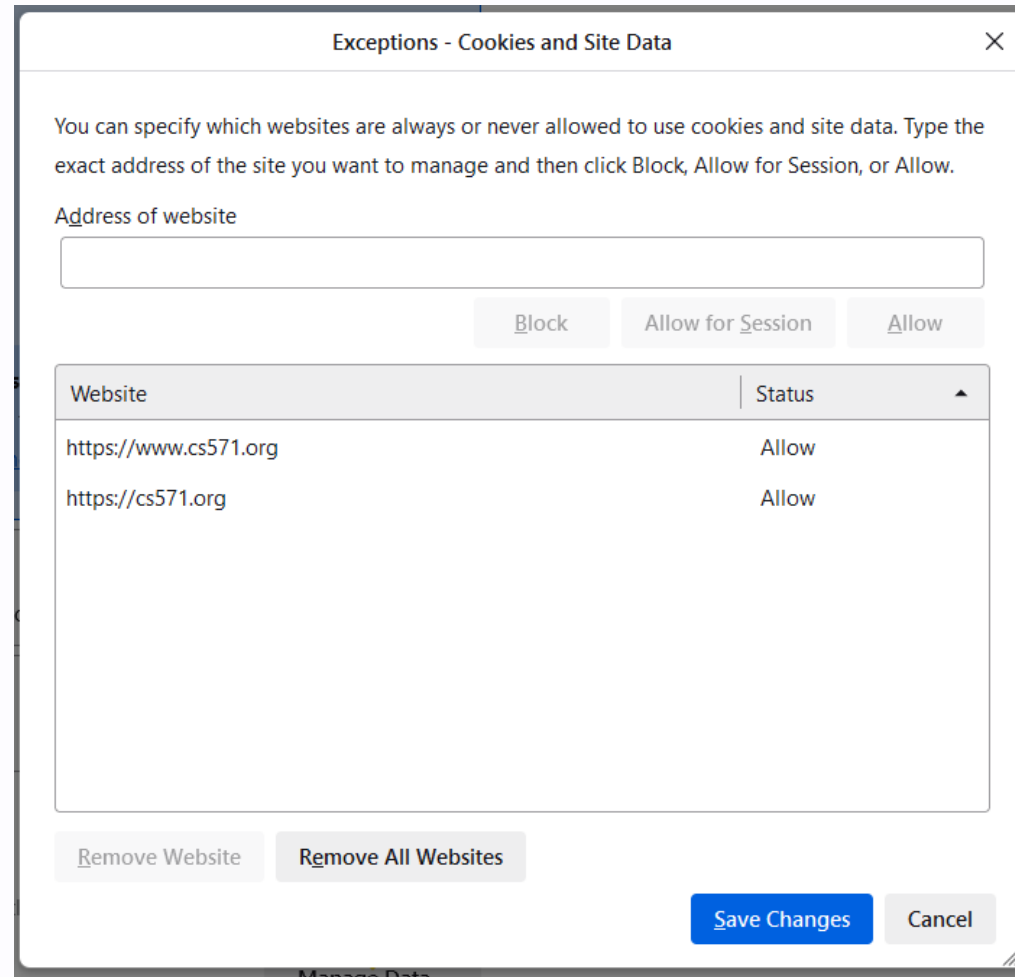 Exceptions - Cookies and Site Data
You can specify which websites are always or never allowed to use cookies and site data. Type the
exact address of the site you want to manage and then click Block, Allow for Session, or Allow.
Address of website
Block Allow for Session Allow
Website Status
https://www.cs571.org Allow
https://cs571.org Allow
Remove Website Remove All Websites
Save Changes Cancel
Manage Data